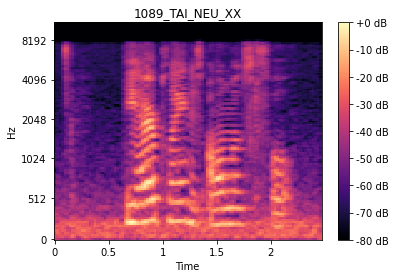 1089_TAI_NEU_XX
+0 dB
8192
-10 dB
4096
-20 dB
-30 dB
2048
-40 dB
Hz
1024
-50 dB
512
-60 dB
-70 dB
0
-80 dB
0 0.5 1 1.5 2
Time